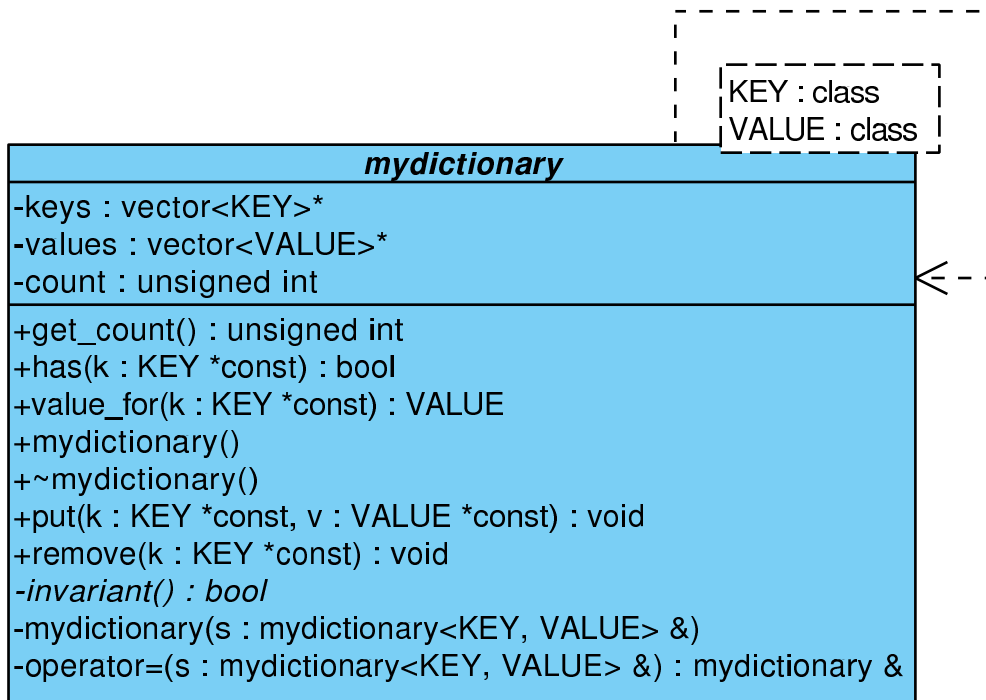 KEY : class
VALUE : class
mydictionary
-keys : vector<KEY>*
-values : vector<VALUE>*
-count : unsigned int
+get_count() : unsigned int
+has(k : KEY *const) : bool
+value_for(k : KEY *const) : VALUE
+mydictionary()
+~mydictionary()
+put(k : KEY *const, v : VALUE *const) : void
+remove(k : KEY *const) : void
-invariant() : bool
-mydictionary(s : mydictionary<KEY, VALUE> &)
-operator=(s : mydictionary<KEY, VALUE> &) : mydictionary &